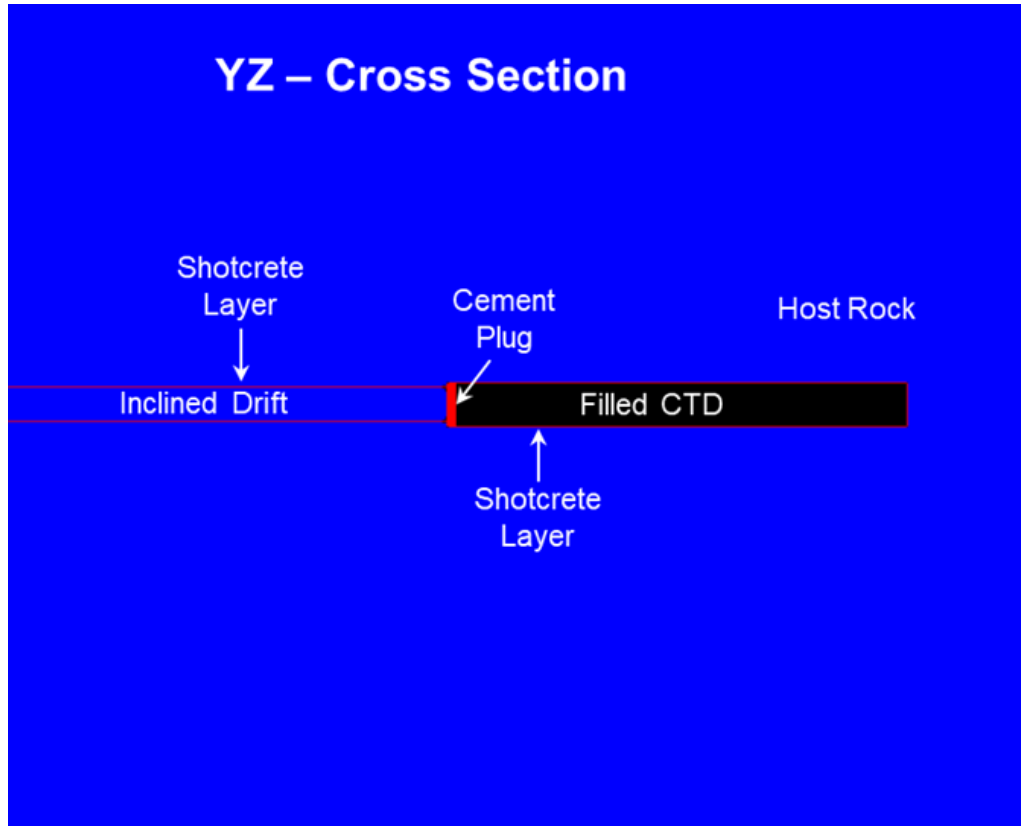 YZ – Cross Section
Shotcrete
Layer
Cement
Plug
Host Rock
Inclined Drift
Filled CTD
Shotcrete
Layer